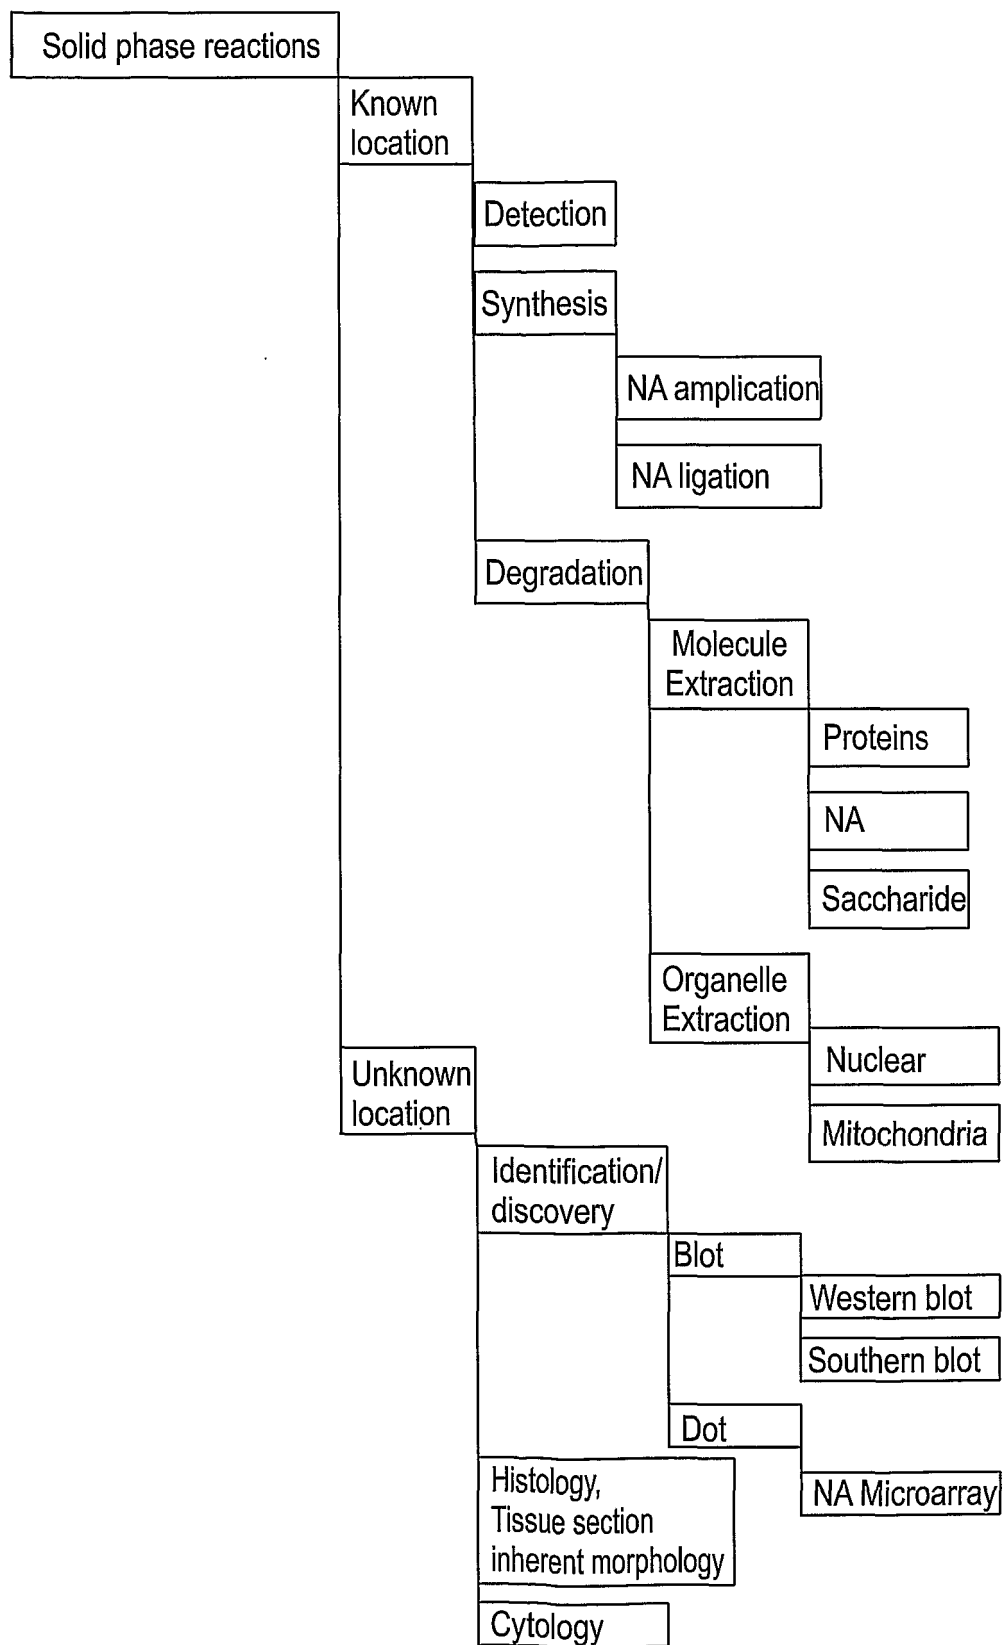 Solid phase reactions
Known
location
Detection
Synthesis
NA amplication
NA ligation
Degradation
Molecule
Extraction
Proteins
NA
Saccharide
Organelle
Extraction
Nuclear
Mitochondria
Unknown
location
Identification/
discovery
Blot
Western blot
Southern blot
Dot
NA Microarray
Histology,
Tissue section
inherent morphology
Cytology